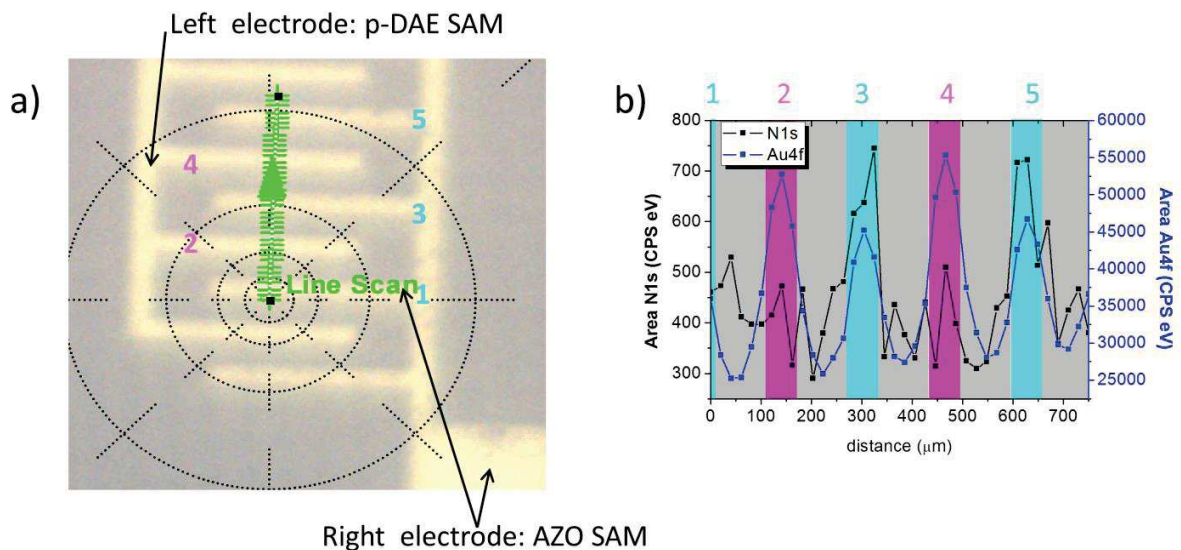 Left electrode: p-DAE SAM
a)
5
4
3
2
Line Scan
1
Right electrode: AZO SAM
b)
1 2 3 4 5
800
700
600
500
400
300
Area N1s (CPS eV)
N1s
Au4f
60000
55000
50000
45000
40000
35000
30000
25000
Area Au4f (CPS eV)
0 100 200 300 400 500 600 700
distance (µm)